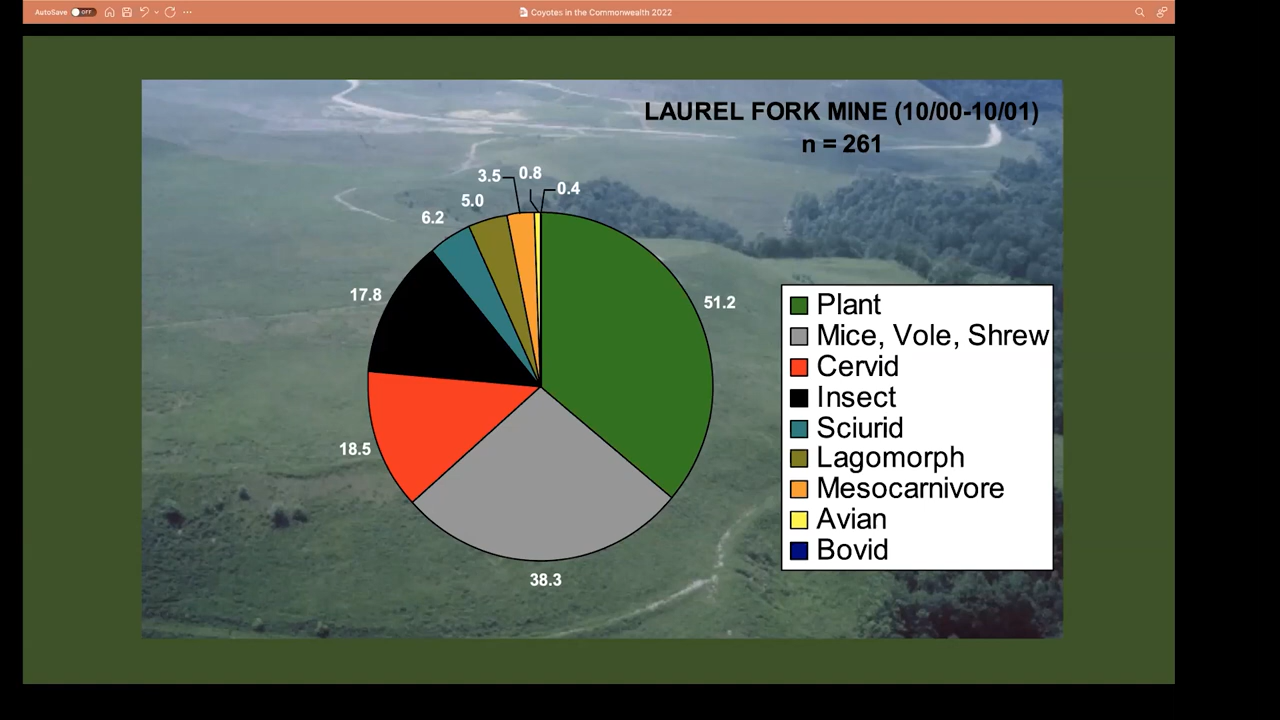 AutoSave OFF
Coyotes in the Commonwealth 2022
LAUREL FORK MINE (10/00-10/01)
n = 261
3.5
0.8
0.4
5.0
6.2
17.8
51.2
18.5
38.3
Plant
Mice, Vole, Shrew
Cervid
Insect
Sciurid
Lagomorph
Mesocarnivore
Avian
Bovid